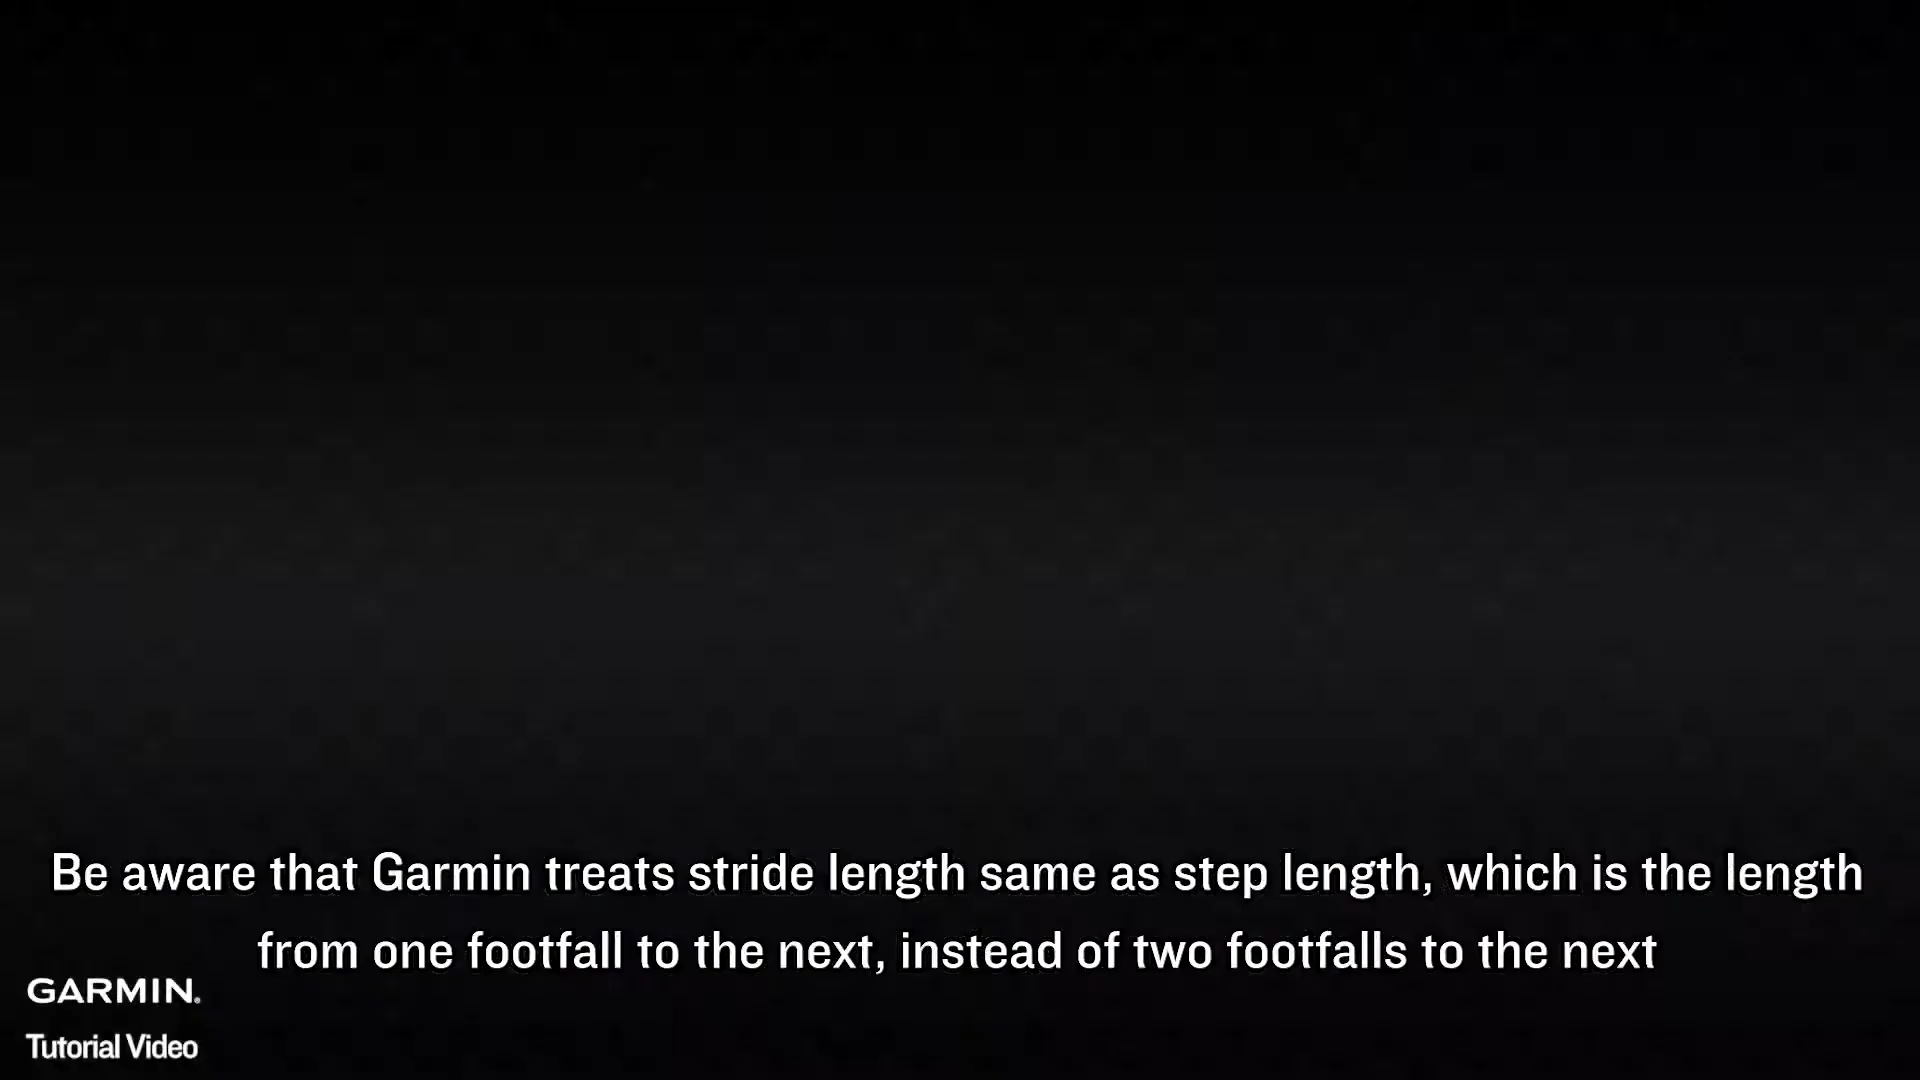 Be aware that Garmin treats stride length same as step length, which is the length
from one footfall to the next, instead of two footfalls to the next
GARMIN.
Tutorial Video